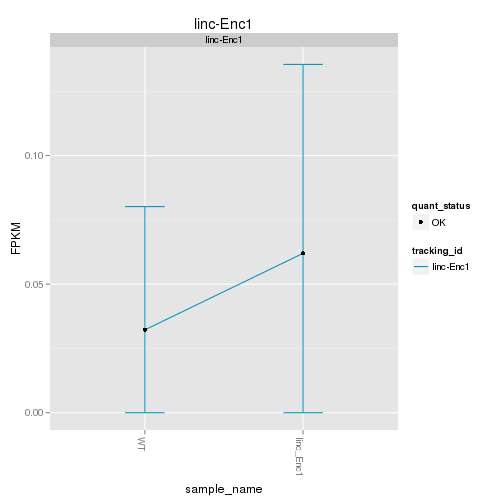 linc-Enc1
linc-Enc1
FPKM
0.10
0.05
0.00
WT
linc_Enc1
sample_name
quant_status
OK
tracking_id
linc-Enc1